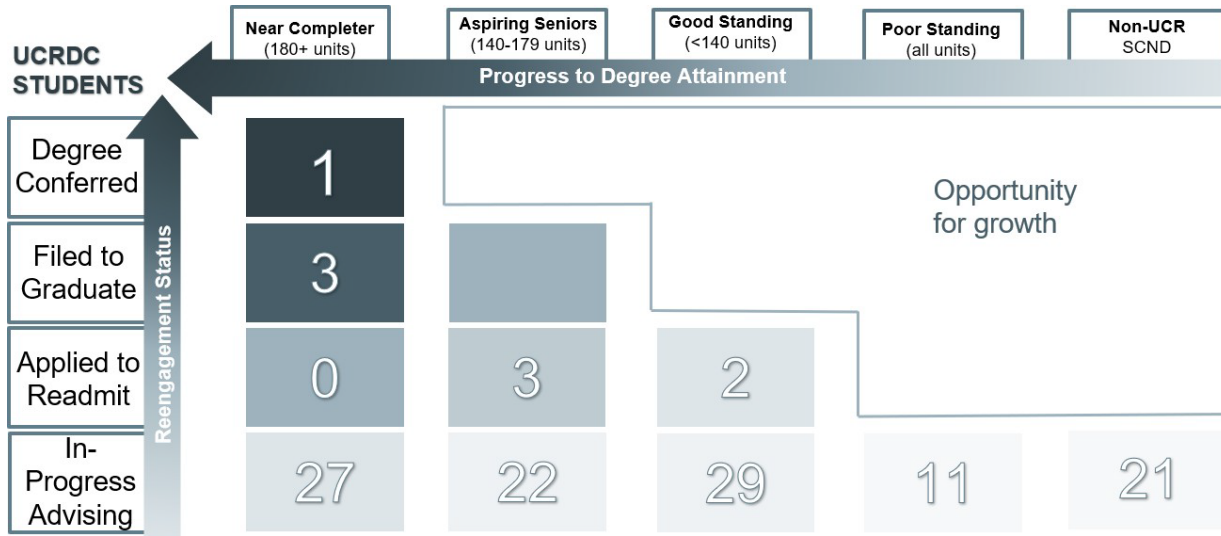 UCRDC
STUDENTS
Near Completer
(180+ units)
Aspiring Seniors
(140-179 units)
Good Standing
(<140 units)
Poor Standing
(all units)
Non-UCR
SCND
Progress to Degree Attainment
Reengagement Status
Degree
Conferred
1
Opportunity
for growth
Filed to
Graduate
3
Applied to
Readmit
0
3
2
In-
Progress
Advising
27
22
29
11
21